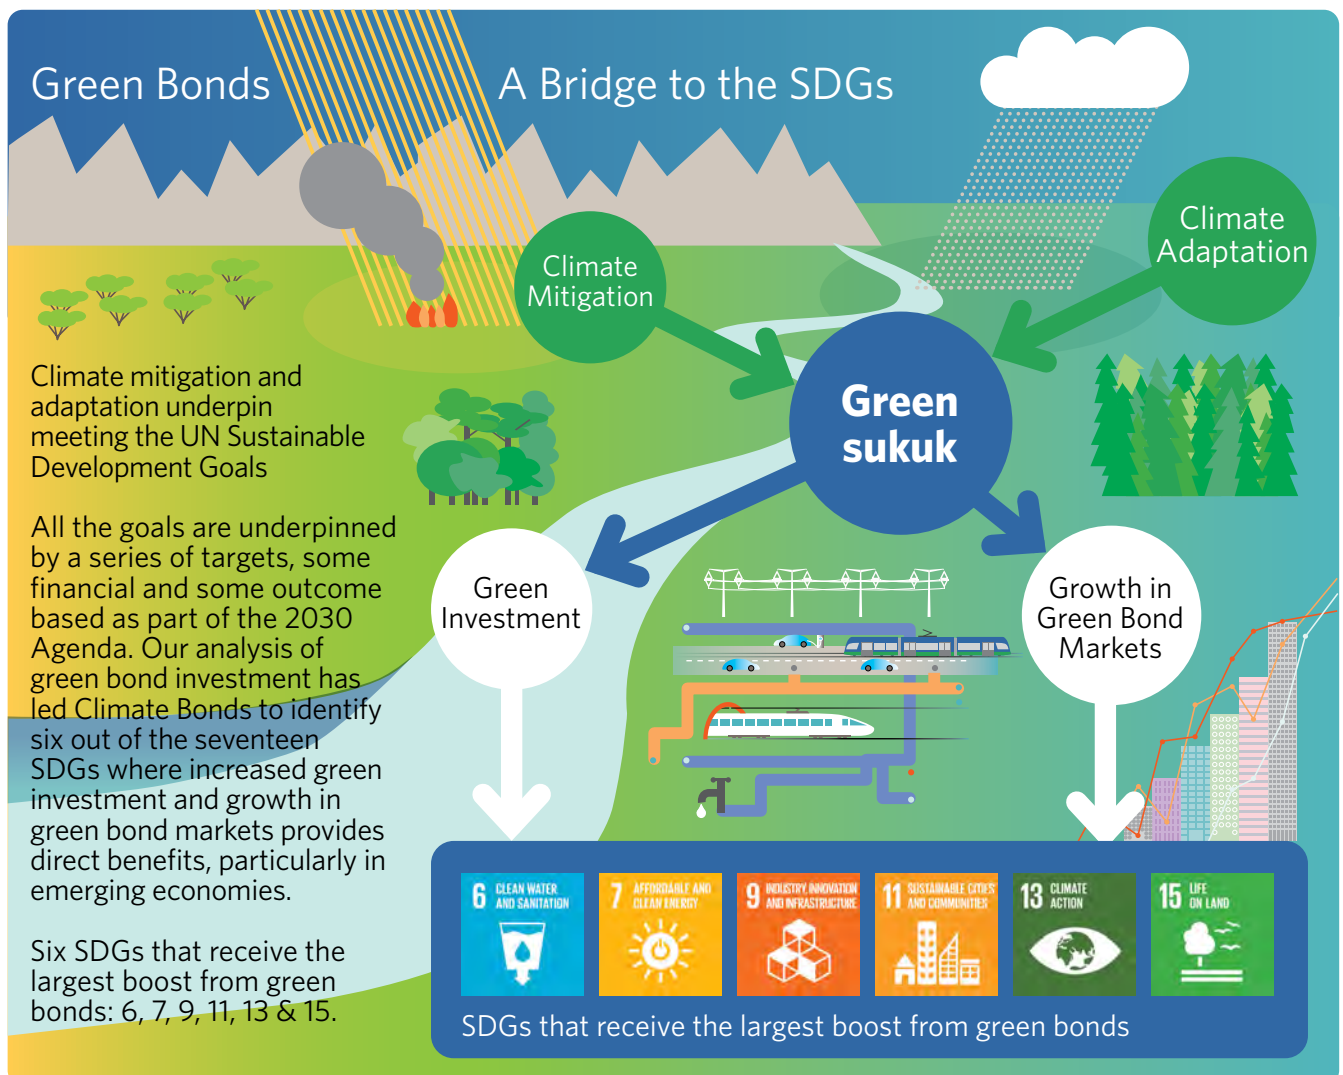 Green Bonds
A Bridge to the SDGs
Climate
Mitigation
Climate
Adaptation
Green
sukuk
Climate mitigation and
adaptation underpin
meeting the UN Sustainable
Development Goals
All the goals are underpinned
by a series of targets, some
financial and some outcome
based as part of the 2030
Agenda. Our analysis of
green bond investment has
led Climate Bonds to identify
six out of the seventeen
SDGs where increased green
investment and growth in
green bond markets provides
direct benefits, particularly in
emerging economies.
Six SDGs that receive the
largest boost from green
bonds: 6, 7, 9, 11, 13 & 15.
Green
Investment
Growth in
Green Bond
Markets
6 CLEAN WATER
AND SANITATION
7 AFFORDABLE AND
CLEAN ENERGY
9 INDUSTRY, INNOVATION
AND INFRASTRUCTURE
11 SUSTAINABLE CITIES
AND COMMUNITIES
13 CLIMATE
ACTION
15 LIFE
ON LAND
SDGs that receive the largest boost from green bonds